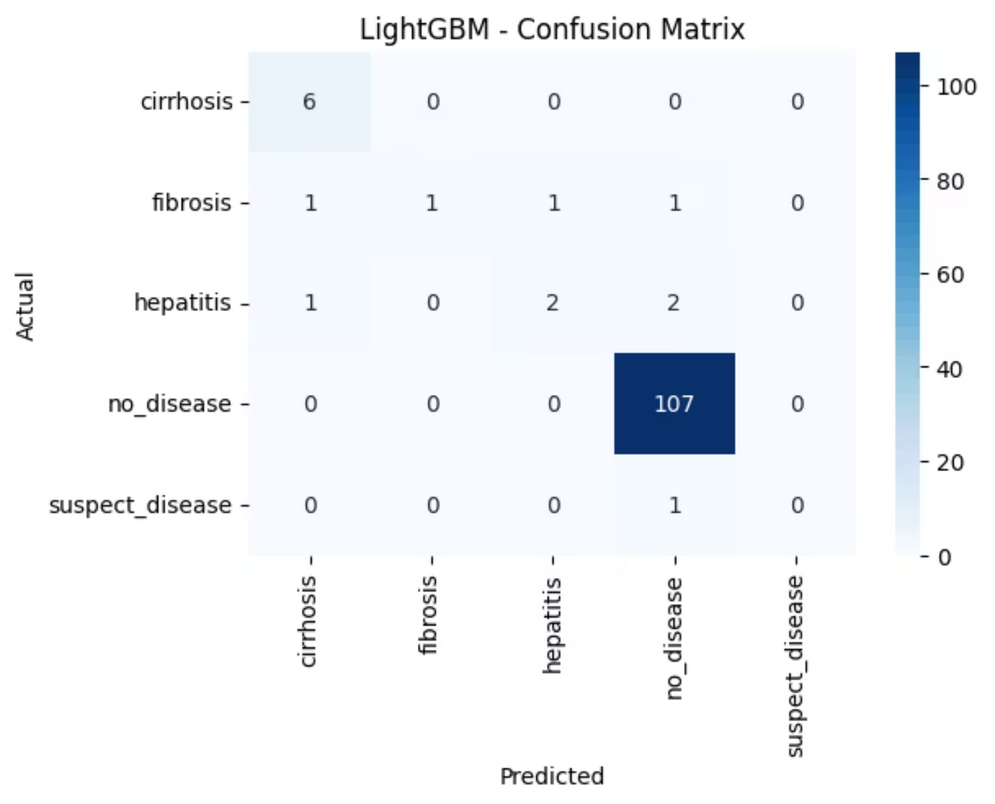 LightGBM - Confusion Matrix
cirrhosis 6 0 0 0 0
fibrosis 1 1 1 1 0
hepatitis 1 0 2 2 0
no_disease 0 0 0 107 0
suspect_disease 0 0 0 1 0
Actual
cirrhosis fibrosis hepatitis no_disease suspect_disease
Predicted
100
80
60
40
20
0